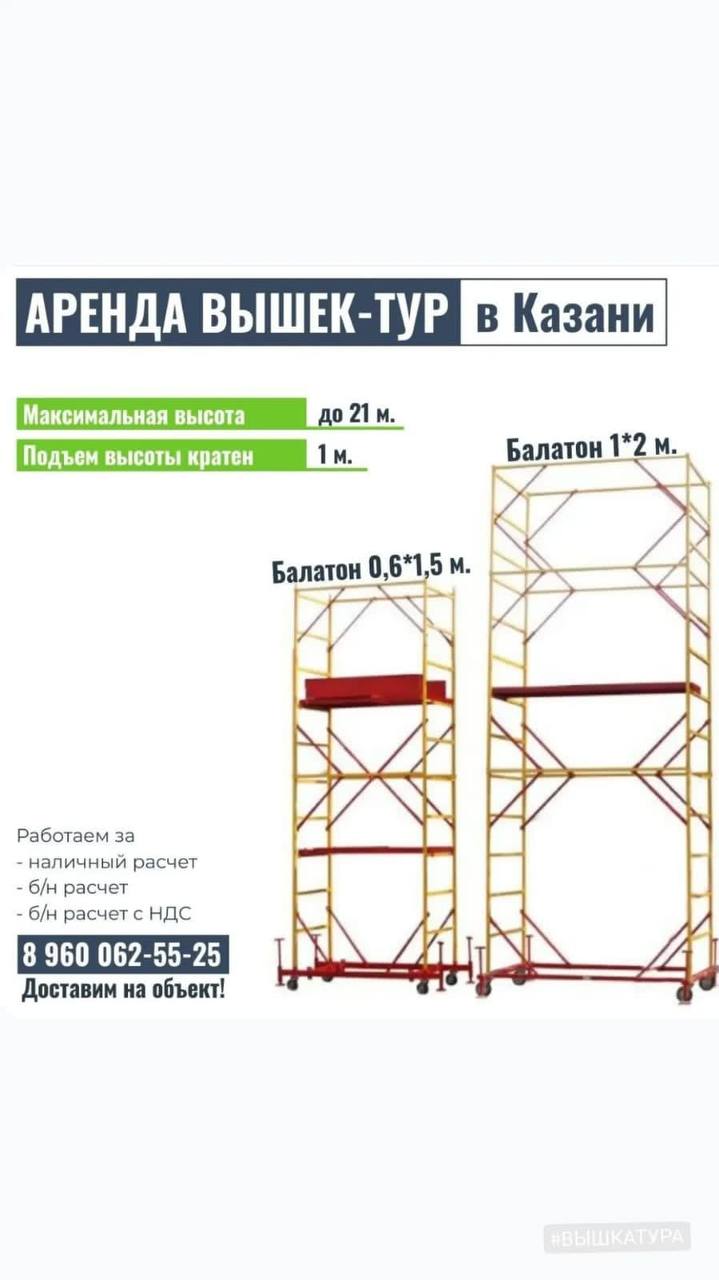 АРЕНДА ВЫШЕК-ТУР в Казани
Максимальная высота до 21 м.
Подъем высоты кратен 1 м.
Балатон 1*2 м.
Балатон 0,6*1,5 м.
Работаем за
- наличный расчет
- б/н расчет
- б/н расчет с НДС
8 960 062-55-25
Доставим на объект!
#ВЫШКАТУРА